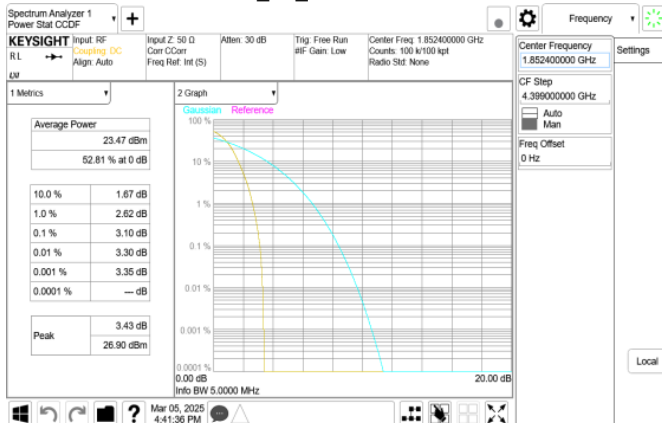 Spectrum Analyzer 1
Power Stat CCDF
Frequency
KEYSIGHT
RL
Input: RF
Coupling: DC
Align: Auto
Input Z: 50 Ω
Corr CCorr
Freq Ref: Int (S)
Atten: 30 dB
Trig: Free Run
#IF Gain: Low
Center Freq: 1.852400000 GHz
Counts: 100 k/100 kpt
Radio Std: None
Center Frequency
1.852400000 GHz
Settings
CF Step
4.399000000 GHz
Auto
Man
Freq Offset
0 Hz
Local
1 Metrics
Average Power
23.47 dBm
52.81 % at 0 dB
10.0 % 1.67 dB
1.0 % 2.62 dB
0.1 % 3.10 dB
0.01 % 3.30 dB
0.001 % 3.35 dB
0.0001 % --- dB
Peak
3.43 dB
26.90 dBm
2 Graph
Gaussian Reference
100 %
10 %
1 %
0.1 %
0.01 %
0.001 %
0.0001 %
0.00 dB 20.00 dB
Info BW 5.0000 MHz
?
Mar 05, 2025
4:41:36 PM